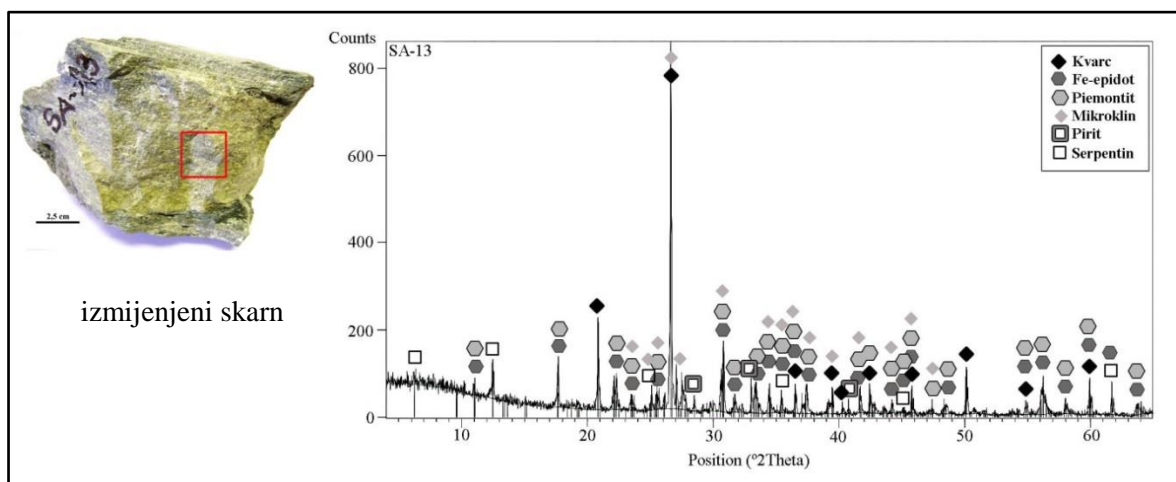 SA-13
2,5 cm
izmijenjeni skarn
Counts
SA-13
800
600
400
200
0
10
20
30
40
50
60
Position (°2Theta)
Kvarc
Fe-epidot
Piemontit
Mikroklin
Pirit
Serpentin